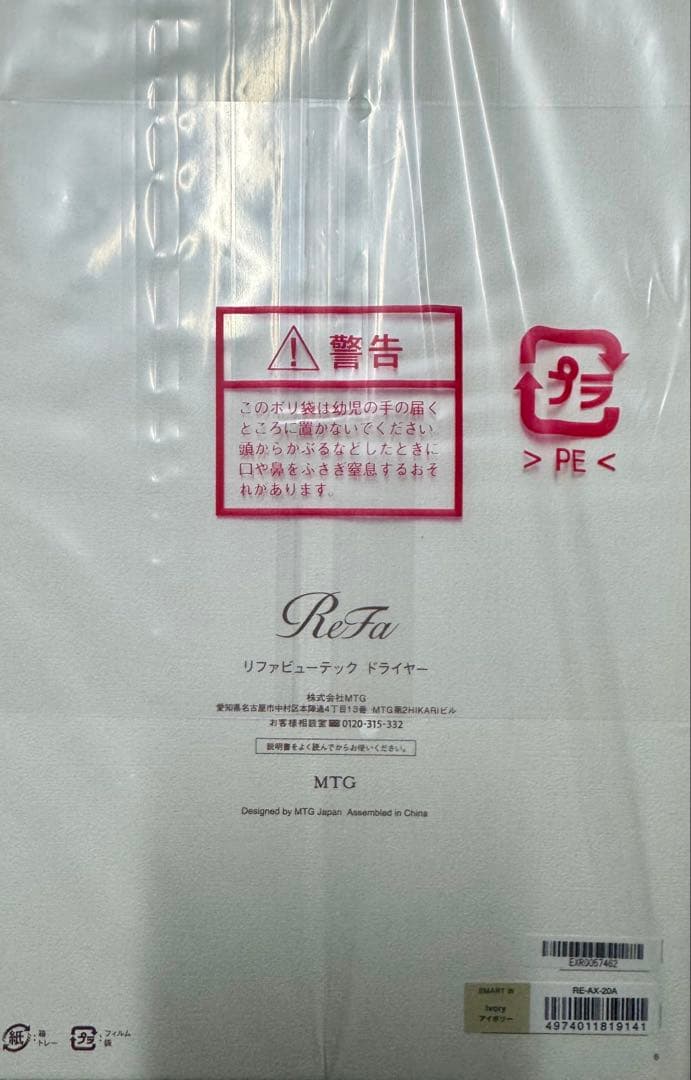 警告
このポリ袋は幼児の手の届く
ところに置かないでください。
頭からかぶるなどしたときに
口や鼻をふさぎ窒息するおそ
れがあります。
プラ
> PE <
ReFa
リファビューテック ドライヤー
株式会社MTG
愛知県名古屋市中村区本陣通4丁目13番 MTG第2HIKARIビル
お客様相談室 0120-315-332
説明書をよく読んでからお使いください。
MTG
Designed by MTG Japan Assembled in China
EXR0057462
SMART W
RE-AX-20A
Ivory
アイボリー
4974011819141
紙 : 箱
トレー
プラ : フィルム
袋
6